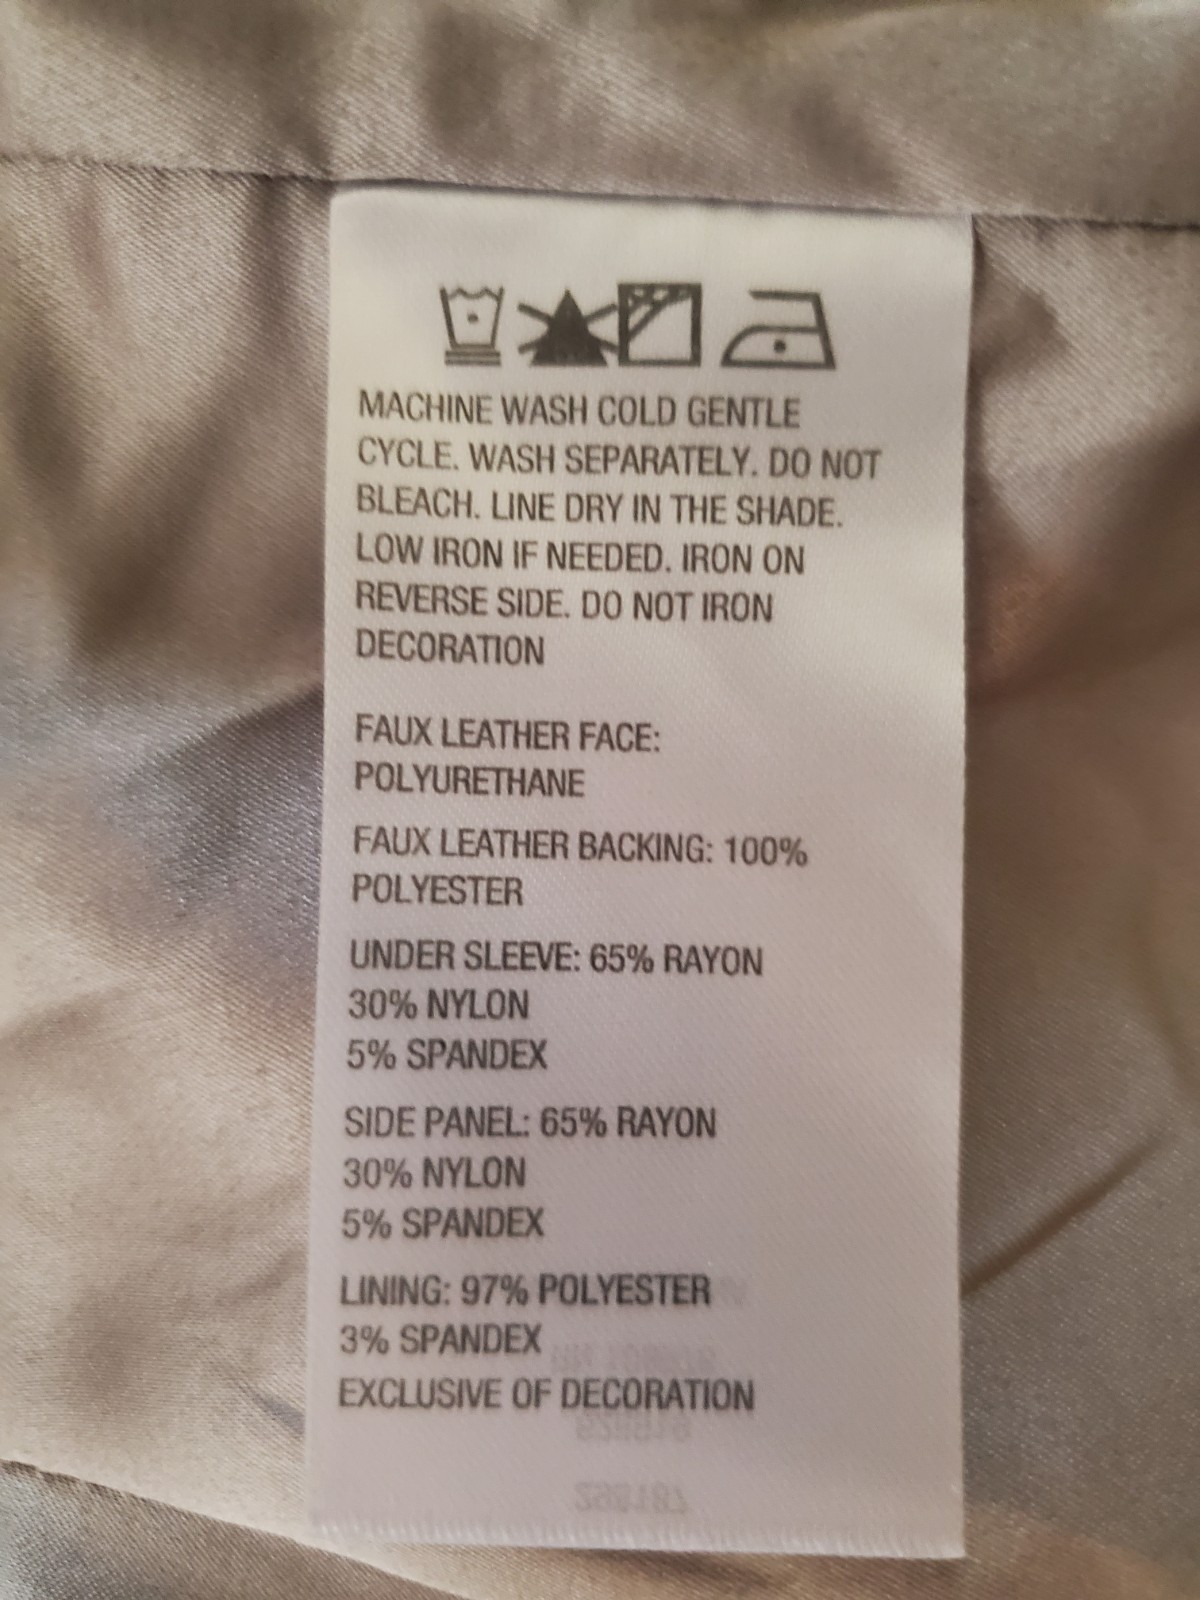 MACHINE WASH COLD GENTLE
CYCLE. WASH SEPARATELY. DO NOT
BLEACH. LINE DRY IN THE SHADE.
LOW IRON IF NEEDED. IRON ON
REVERSE SIDE. DO NOT IRON
DECORATION
FAUX LEATHER FACE:
POLYURETHANE
FAUX LEATHER BACKING: 100%
POLYESTER
UNDER SLEEVE: 65% RAYON
30% NYLON
5% SPANDEX
SIDE PANEL: 65% RAYON
30% NYLON
5% SPANDEX
LINING: 97% POLYESTER
3% SPANDEX
EXCLUSIVE OF DECORATION